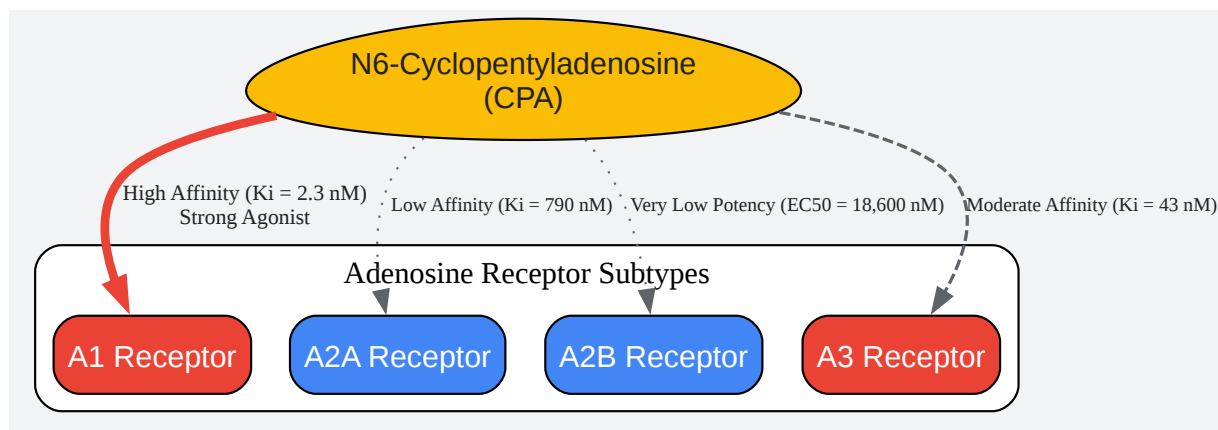 N6-Cyclopentyladenosine
(CPA)
High Affinity (Ki = 2.3 nM)
Strong Agonist
Low Affinity (Ki = 790 nM)
Very Low Potency (EC50 = 18,600 nM)
Moderate Affinity (Ki = 43 nM)
Adenosine Receptor Subtypes
A1 Receptor
A2A Receptor
A2B Receptor
A3 Receptor